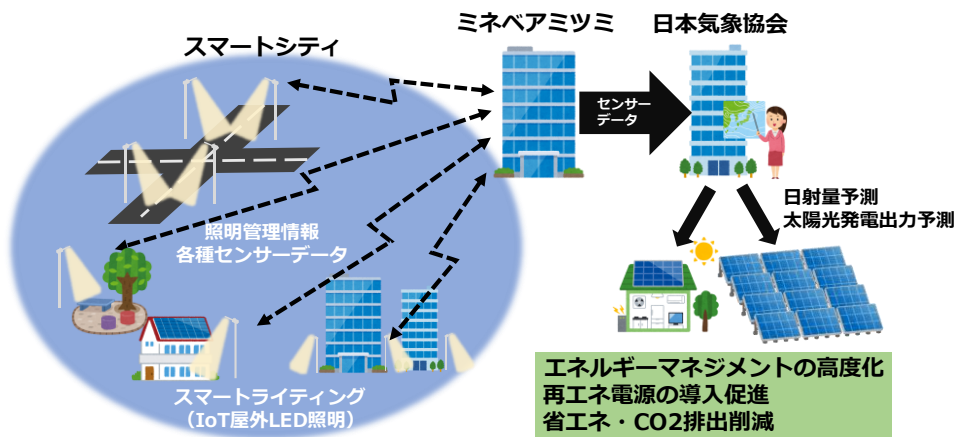 スマートシティ
ミネベアミツミ
日本気象協会
センサー
データ
照明管理情報
各種センサーデータ
日射量予測
太陽光発電出力予測
スマートライティング
（IoT屋外LED照明）
エネルギーマネジメントの高度化
再エネ電源の導入促進
省エネ・CO2排出削減